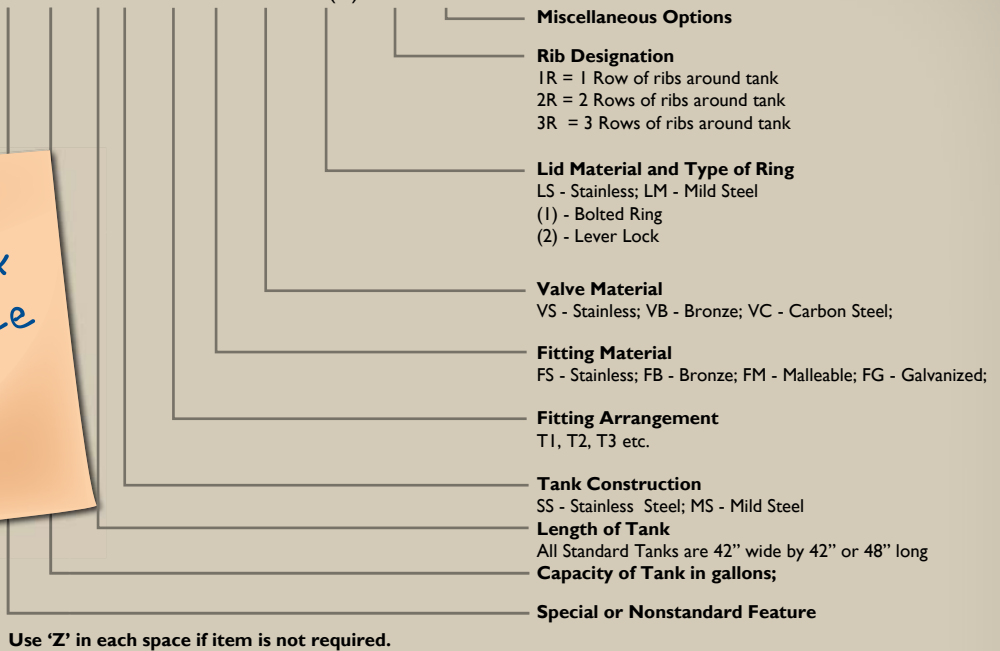 Miscellaneous Options
Rib Designation
1R = 1 Row of ribs around tank
2R = 2 Rows of ribs around tank
3R = 3 Rows of ribs around tank
Lid Material and Type of Ring
LS - Stainless; LM - Mild Steel
(1) - Bolted Ring
(2) - Lever Lock
Valve Material
VS - Stainless; VB - Bronze; VC - Carbon Steel;
Fitting Material
FS - Stainless; FB - Bronze; FM - Malleable; FG - Galvanized;
Fitting Arrangement
T1, T2, T3 etc.
Tank Construction
SS - Stainless Steel; MS - Mild Steel
Length of Tank
All Standard Tanks are 42” wide by 42” or 48” long
Capacity of Tank in gallons;
Special or Nonstandard Feature
Use ‘Z’ in each space if item is not required.